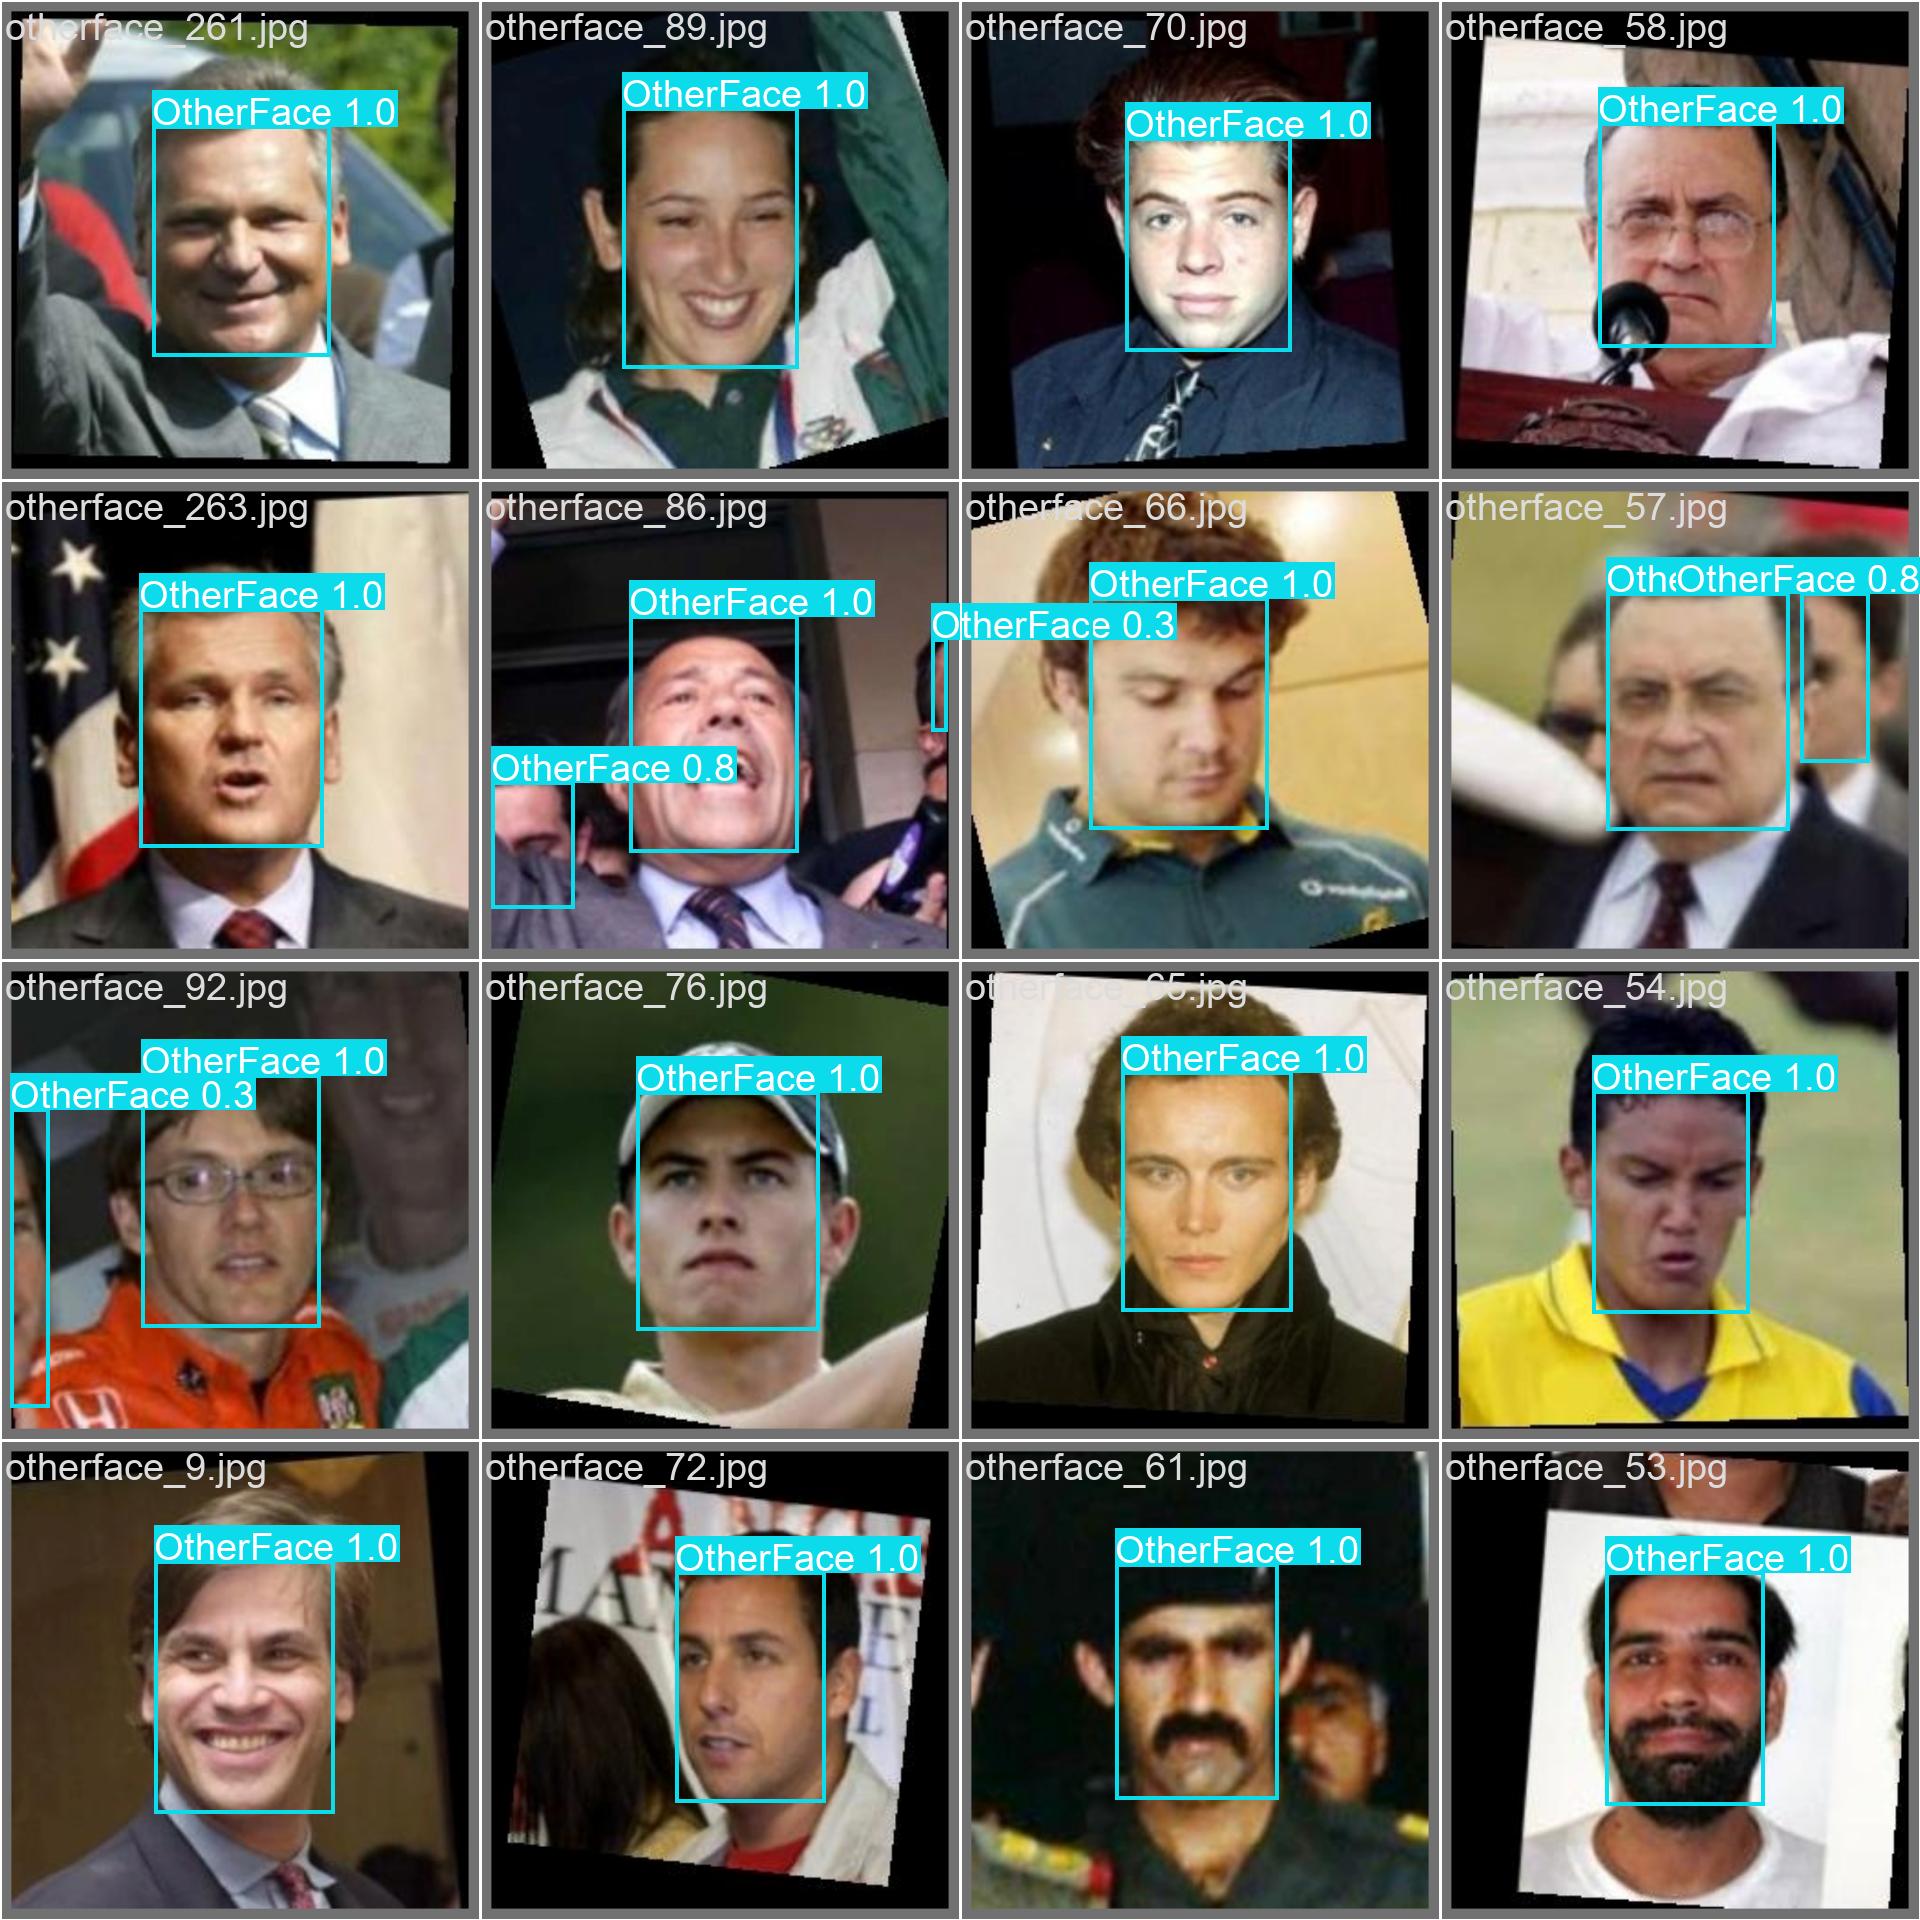 otherface_261.jpg
OtherFace 1.0
otherface_89.jpg
OtherFace 1.0
otherface_70.jpg
OtherFace 1.0
otherface_58.jpg
OtherFace 1.0
otherface_263.jpg
OtherFace 1.0
otherface_86.jpg
OtherFace 1.0
OtherFace 0.8
OtherFace 0.3
otherface_66.jpg
OtherFace 1.0
vodafone
otherface_57.jpg
Othe
OtherFace 0.8
otherface_92.jpg
OtherFace 1.0
OtherFace 0.3
otherface_76.jpg
OtherFace 1.0
otherface_65.jpg
OtherFace 1.0
otherface_54.jpg
OtherFace 1.0
otherface_9.jpg
OtherFace 1.0
otherface_72.jpg
OtherFace 1.0
otherface_61.jpg
OtherFace 1.0
otherface_53.jpg
OtherFace 1.0